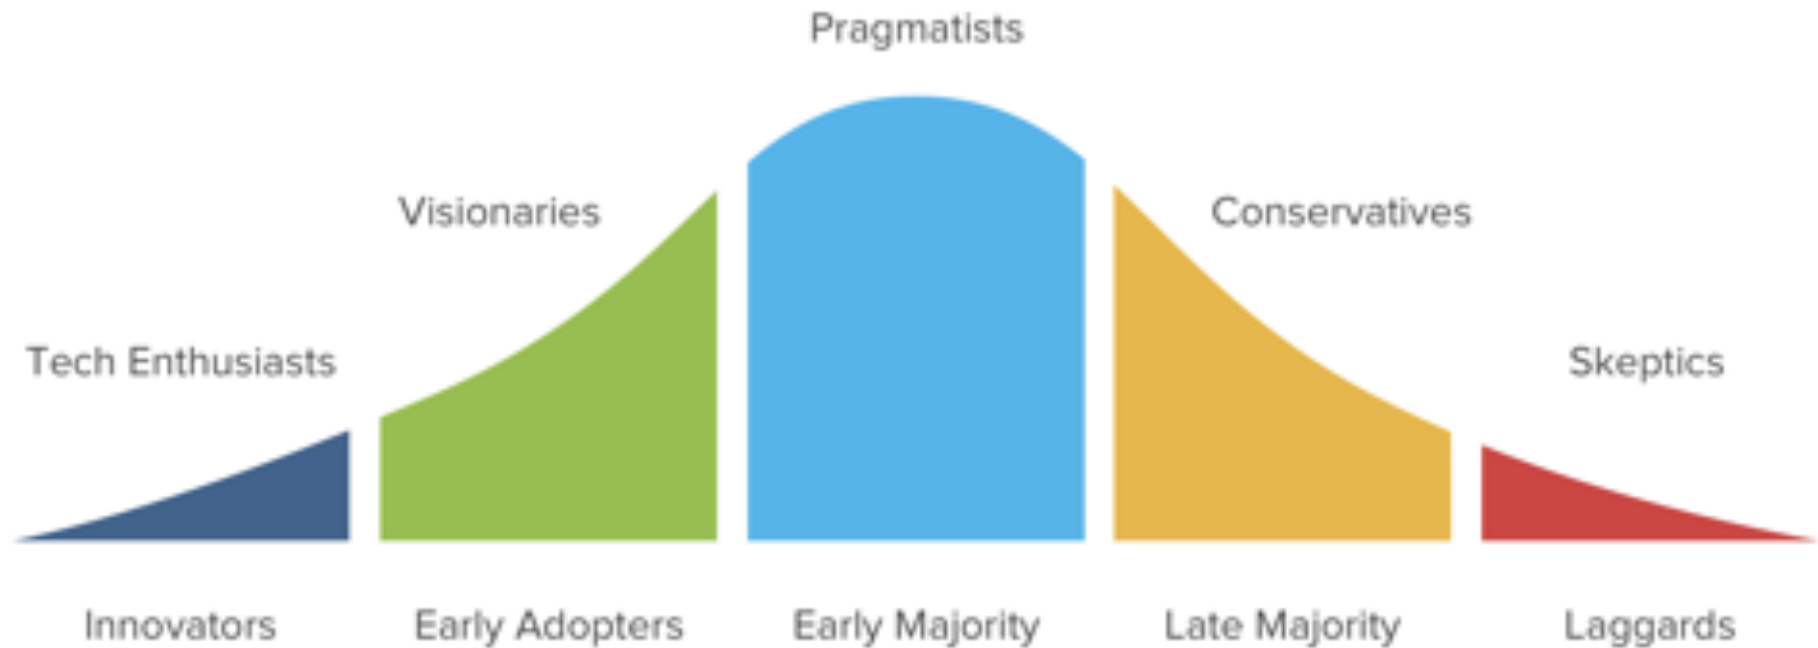 Pragmatists
Visionaries
Conservatives
Tech Enthusiasts
Skeptics
Innovators
Early Adopters
Early Majority
Late Majority
Laggards